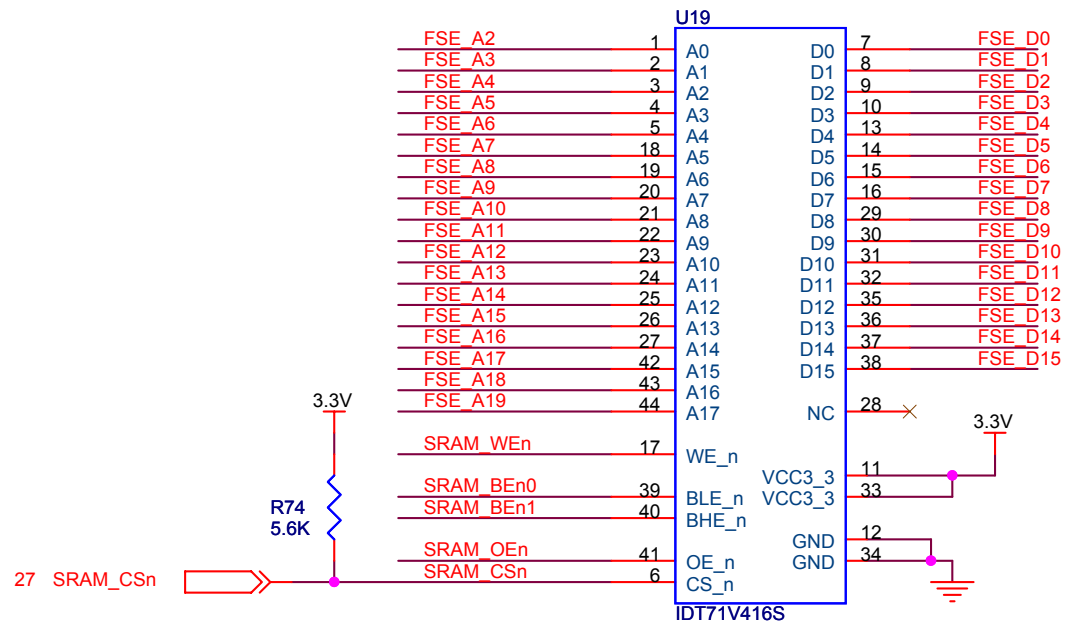 U19
FSE_A2 1 A0 D0 7 FSE_D0
FSE_A3 2 A1 D1 8 FSE_D1
FSE_A4 3 A2 D2 9 FSE_D2
FSE_A5 4 A3 D3 10 FSE_D3
FSE_A6 5 A4 D4 13 FSE_D4
FSE_A7 18 A5 D5 14 FSE_D5
FSE_A8 19 A6 D6 15 FSE_D6
FSE_A9 20 A7 D7 16 FSE_D7
FSE_A10 21 A8 D8 29 FSE_D8
FSE_A11 22 A9 D9 30 FSE_D9
FSE_A12 23 A10 D10 31 FSE_D10
FSE_A13 24 A11 D11 32 FSE_D11
FSE_A14 25 A12 D12 35 FSE_D12
FSE_A15 26 A13 D13 36 FSE_D13
FSE_A16 27 A14 D14 37 FSE_D14
FSE_A17 42 A15 D15 38 FSE_D15
FSE_A18 43 A16
FSE_A19 44 A17 NC 28
3.3V
3.3V
SRAM_WEn 17 WE_n
VCC3_3 11
SRAM_BEn0 39 BLE_n VCC3_3 33
SRAM_BEn1 40 BHE_n
R74
5.6K
GND 12
SRAM_OEn 41 OE_n GND 34
27 SRAM_CSn SRAM_CSn 6 CS_n
IDT71V416S